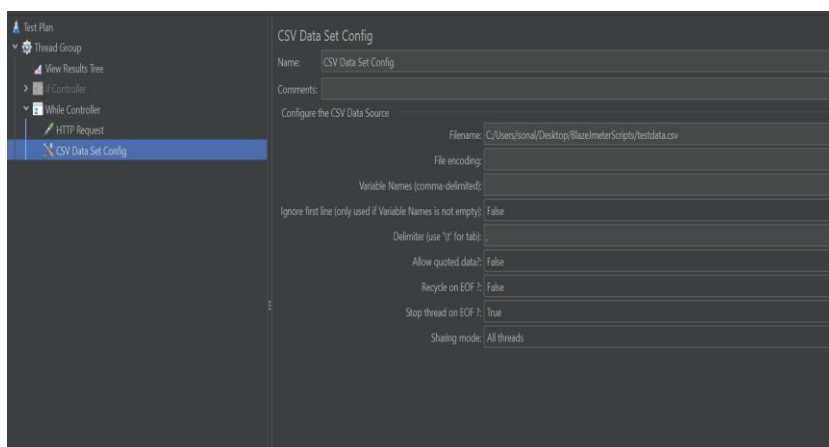 Test Plan
Thread Group
View Results Tree
If Controller
While Controller
HTTP Request
CSV Data Set Config
CSV Data Set Config
Name: CSV Data Set Config
Comments:
Configure the CSV Data Source
Filename: C:/Users/sonal/Desktop/BlazeJmeterScripts/testdata.csv
File encoding:
Variable Names (comma-delimited):
Ignore first line (only used if Variable Names is not empty): False
Delimiter (use '\t' for tab): ,
Allow quoted data?: False
Recycle on EOF ?: False
Stop thread on EOF ?: True
Sharing mode: All threads